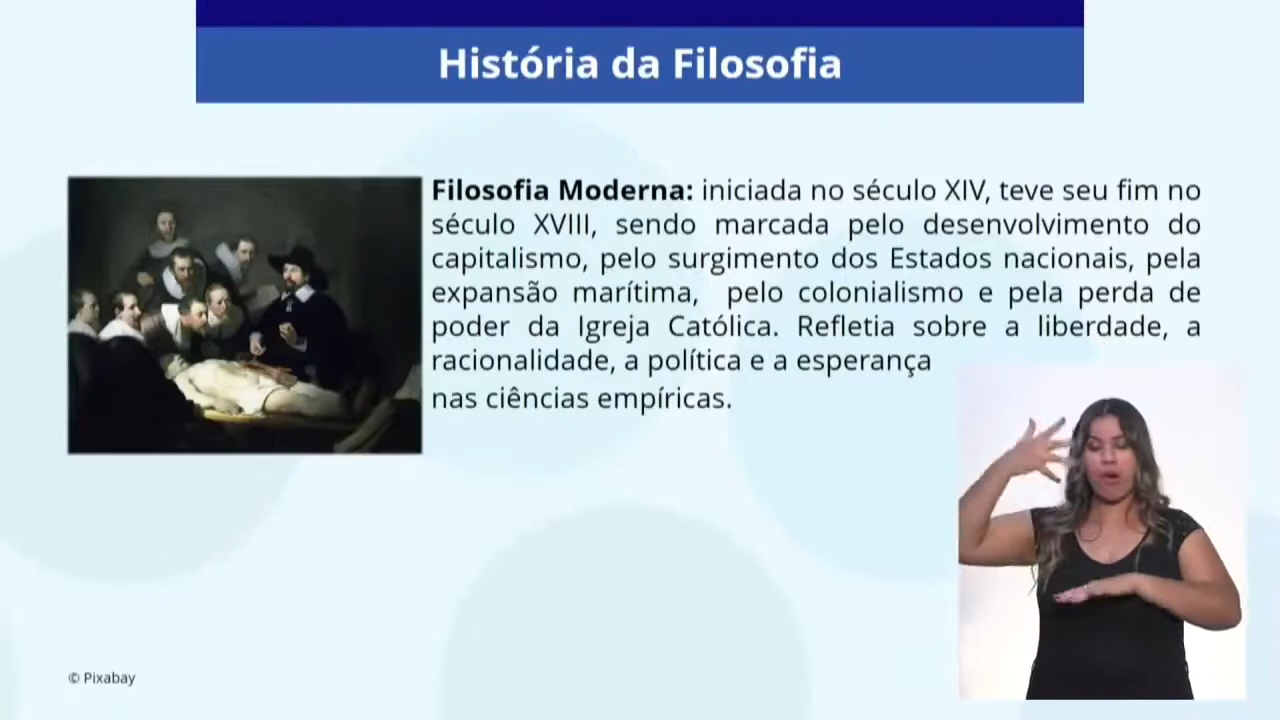 História da Filosofia
Filosofia Moderna: iniciada no século XIV, teve seu fim no
século XVIII, sendo marcada pelo desenvolvimento do
capitalismo, pelo surgimento dos Estados nacionais, pela
expansão marítima, pelo colonialismo e pela perda de
poder da Igreja Católica. Refletia sobre a liberdade, a
racionalidade, a política e a esperança
nas ciências empíricas.
© Pixabay